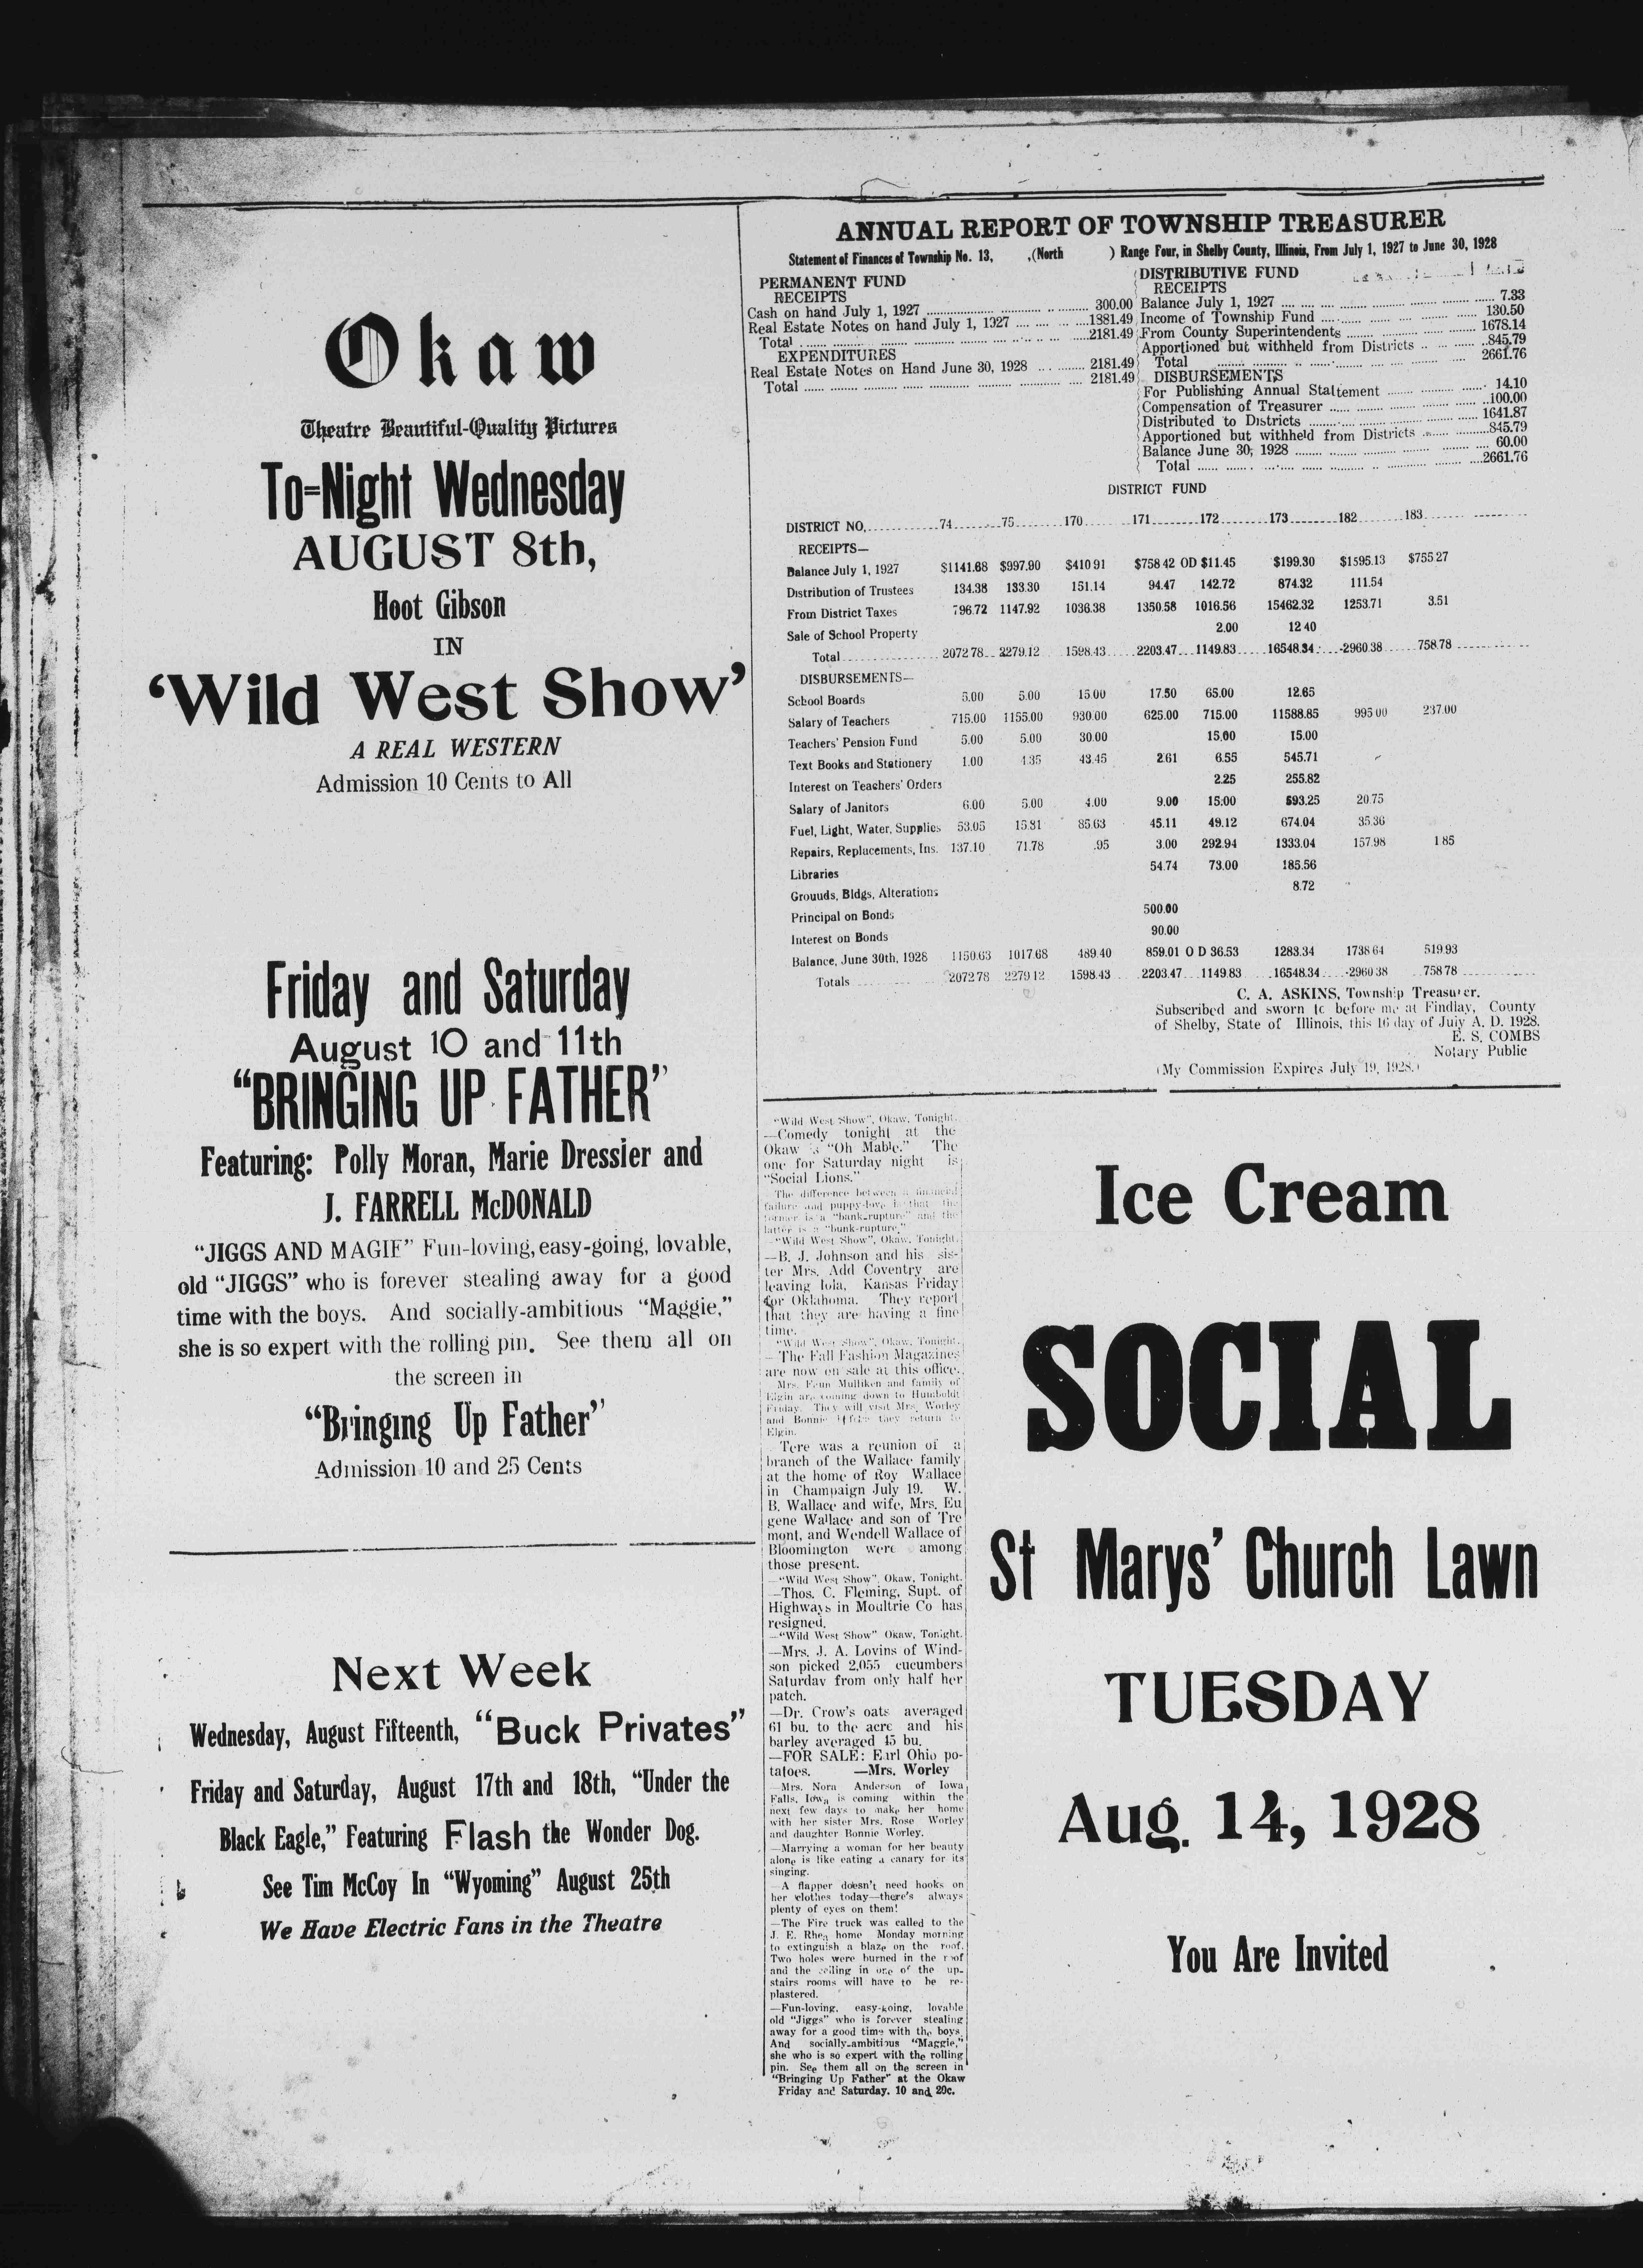 Okaw
Theatre Beautiful-Quality Pictures
To-Night Wednesday
AUGUST 8th,
Hoot Gibson
IN
'Wild West Show'
A REAL WESTERN
Admission 10 Cents to All
Friday and Saturday
August 10 and 11th
"BRINGING UP FATHER"
Featuring: Polly Moran, Marie Dressler and
J. FARRELL McDONALD
"JIGGS AND MAGIE" Fun-loving, easy-going, lovable,
old "JIGGS" who is forever stealing away for a good
time with the boys. And socially-ambitious "Maggie,"
she is so expert with the rolling pin. See them all on
the screen in
"Bringing Up Father"
Admission 10 and 25 Cents
Next Week
Wednesday, August Fifteenth, "Buck Privates"
Friday and Saturday, August 17th and 18th, "Under the
Black Eagle," Featuring Flash the Wonder Dog.
See Tim McCoy In "Wyoming" August 25th
We Have Electric Fans in the Theatre
ANNUAL REPORT OF TOWNSHIP TREASURER
Statement of Finances of Township No. 13, ,(North ) Range Four, in Shelby County, Illinois, From July 1, 1927 to June 30, 1928
PERMANENT FUND
RECEIPTS
Cash on hand July 1, 1927 300.00
Real Estate Notes on hand July 1, 1927 1881.49
Total 2181.49
EXPENDITURES
Real Estate Notes on Hand June 30, 1928 2181.49
Total 2181.49
DISTRIBUTIVE FUND
RECEIPTS
Balance July 1, 1927 7.33
Income of Township Fund 130.50
From County Superintendents 1678.14
Apportioned but withheld from Districts 845.79
Total 2661.76
DISBURSEMENTS
For Publishing Annual Staltement 14.10
Compensation of Treasurer 100.00
Distributed to Districts 1641.87
Apportioned but withheld from Districts 845.79
Balance June 30, 1928 60.00
Total 2661.76
DISTRICT FUND
DISTRICT NO. 74 75 170 171 172 173 182 183
RECEIPTS—
Balance July 1, 1927 $1141.68 $997.90 $410 91 $758 42 OD $11.45 $199.30 $1595.13 $755 27
Distribution of Trustees 134.38 133.30 151.14 94.47 142.72 874.32 111.54
From District Taxes 796.72 1147.92 1036.38 1350.58 1016.56 15462.32 1253.71 3.51
Sale of School Property 2.00 12 40
Total 2072 78 2279.12 1598.43 2203.47 1149.83 16548.34 2960 38 758 78
DISBURSEMENTS—
School Boards 5.00 5.00 15 00 17.50 65.00 12.65
Salary of Teachers 715.00 1155.00 930.00 625.00 715.00 11588.85 995 00 237.00
Teachers' Pension Fund 5.00 5.00 30.00 15.00 15.00
Text Books and Stationery 1.00 4.35 43.45 2 61 6.55 545.71
Interest on Teachers' Orders 2.25 255.82
Salary of Janitors 6.00 5.00 4.00 9.00 15.00 593.25 20 75
Fuel, Light, Water, Supplies 53.05 15.31 85.63 45.11 49.12 674.04 35.36
Repairs, Replacements, Ins. 137.10 71.78 .95 3.00 292.94 1333.04 157.98 1 85
Libraries 54.74 73.00 185.56
Grouuds, Bldgs, Alterations 8.72
Principal on Bonds 500.00
Interest on Bonds 90.00
Balance, June 30th, 1928 1150.63 1017 68 489.40 859.01 O D 36.53 1283.34 1738 64 519 93
Totals 2072 78 2279 12 1598.43 2203.47 1149.83 16548.34 2960 38 758 78
C. A. ASKINS, Township Treasurer.
Subscribed and sworn to before me at Findlay, County
of Shelby, State of Illinois, this 16 day of July A. D. 1928.
E. S. COMBS
Notary Public
(My Commission Expires July 19, 1928.)
"Wild West Show", Okaw, Tonight.
—Comedy tonight at the
Okaw is "Oh Mable." The
one for Saturday night is
"Social Lions."
The difference between a financial
failure and puppy-love is that the
former is a "bank-rupture" and the
latter is a "bunk-rupture."
"Wild West Show", Okaw, Tonight.
—B. J. Johnson and his sis-
ter Mrs. Add Coventry are
leaving Iola, Kansas Friday
for Oklahoma. They report
that they are having a fine
time.
"Wild West Show", Okaw, Tonight.
—The Fall Fashion Magazines
are now on sale at this office.
Mrs. Fern Mulliken and family of
Elgin are coming down to Humboldt
Friday. They will visit Mrs. Worley
and Bonnie before they return to
Elgin.
Tere was a reunion of a
branch of the Wallace family
at the home of Roy Wallace
in Champaign July 19. W.
B. Wallace and wife, Mrs. Eu
gene Wallace and son of Tre
mont, and Wendell Wallace of
Bloomington were among
those present.
—"Wild West Show", Okaw, Tonight.
—Thos. C. Fleming, Supt. of
Highways in Moultrie Co has
resigned.
—"Wild West Show" Okaw, Tonight.
—Mrs. J. A. Lovins of Wind-
son picked 2,055 cucumbers
Saturday from only half her
patch.
—Dr. Crow's oats averaged
61 bu. to the acre and his
barley averaged 45 bu.
—FOR SALE: Earl Ohio po-
tatoes. —Mrs. Worley
—Mrs. Nora Anderson of Iowa
Falls, Iowa is coming within the
next few days to make her home
with her sister Mrs. Rose Worley
and daughter Bonnie Worley.
—Marrying a woman for her beauty
alone is like eating a canary for its
singing.
—A flapper doesn't need hooks on
her clothes today—there's always
plenty of eyes on them!
—The Fire truck was called to the
J. E. Rhea home Monday morning
to extinguish a blaze on the roof.
Two holes were burned in the roof
and the ceiling in one of the up-
stairs rooms will have to be re-
plastered.
—Fun-loving, easy-going, lovable
old "Jiggs" who is forever stealing
away for a good time with the boys
And socially-ambitious "Maggie,"
she who is so expert with the rolling
pin. See them all on the screen in
"Bringing Up Father" at the Okaw
Friday and Saturday. 10 and 20c.
Ice Cream
SOCIAL
St Marys' Church Lawn
TUESDAY
Aug. 14, 1928
You Are Invited